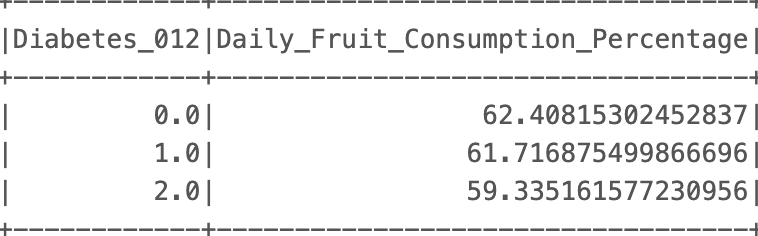 +------------+-----------------------------------+
|Diabetes_012|Daily_Fruit_Consumption_Percentage|
+------------+----------------------------------+
|         0.0|                 62.40815302452837|
|         1.0|                61.716875499866696|
|         2.0|                59.335161577230956|
+------------+----------------------------------+